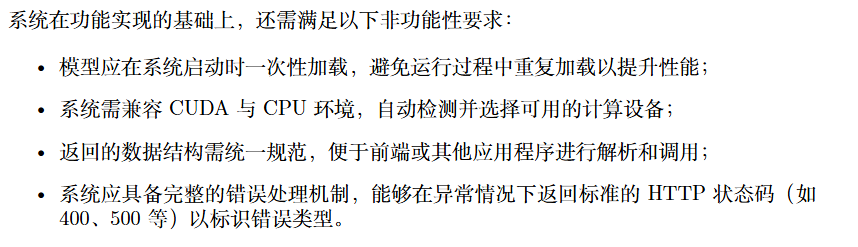 系统在功能实现的基础上，还需满足以下非功能性要求：
• 模型应在系统启动时一次性加载，避免运行过程中重复加载以提升性能；
• 系统需兼容 CUDA 与 CPU 环境，自动检测并选择可用的计算设备；
• 返回的数据结构需统一规范，便于前端或其他应用程序进行解析和调用；
• 系统应具备完整的错误处理机制，能够在异常情况下返回标准的 HTTP 状态码（如
400、500 等）以标识错误类型。